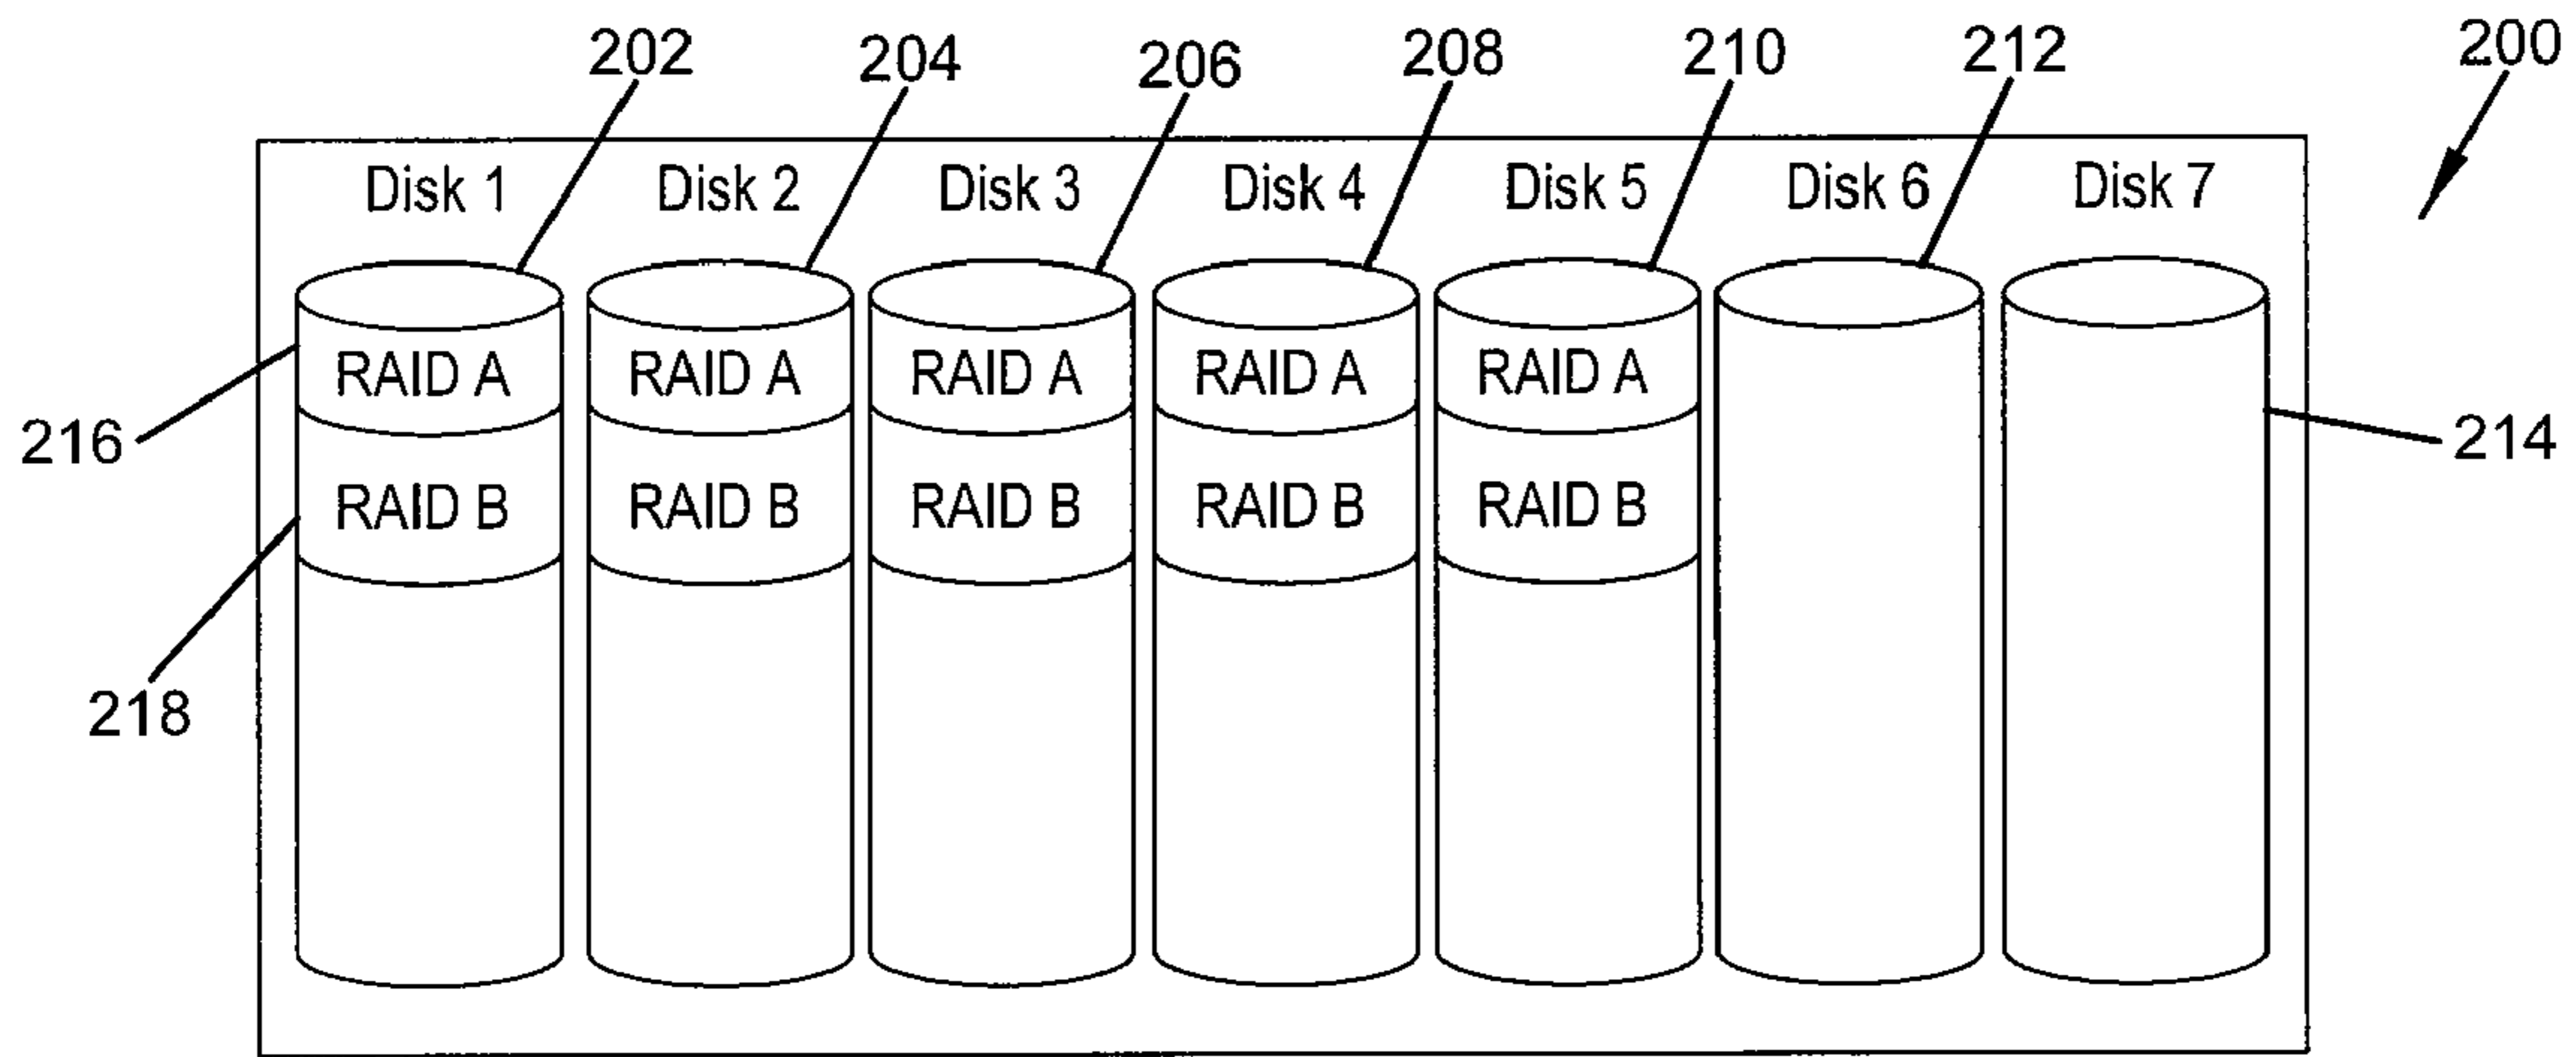 202 204 206 208 210 212 200
Disk 1 Disk 2 Disk 3 Disk 4 Disk 5 Disk 6 Disk 7
RAID A RAID A RAID A RAID A RAID A
216 214
RAID B RAID B RAID B RAID B RAID B
218